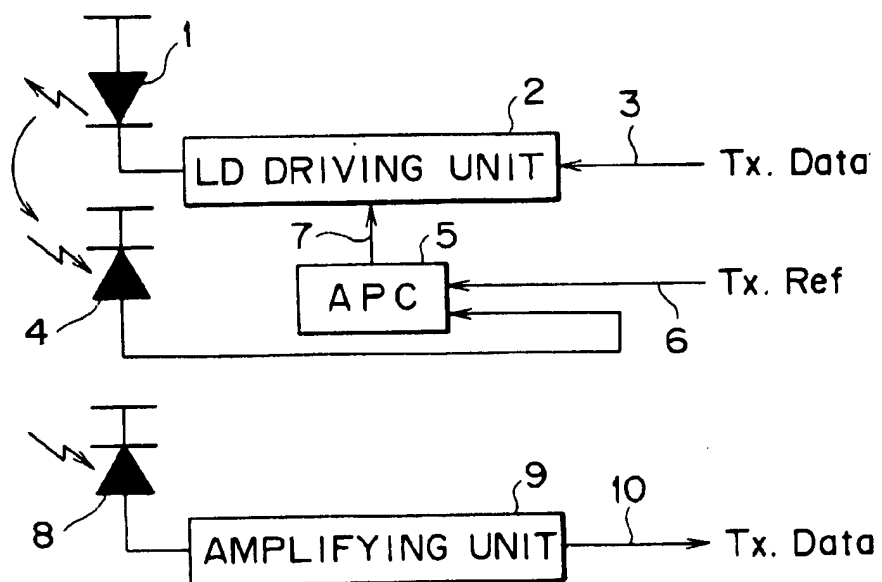 1
2
3
LD DRIVING UNIT
Tx. Data
7
5
APC
Tx. Ref
4
6
8
9
10
AMPLIFYING UNIT
Tx. Data